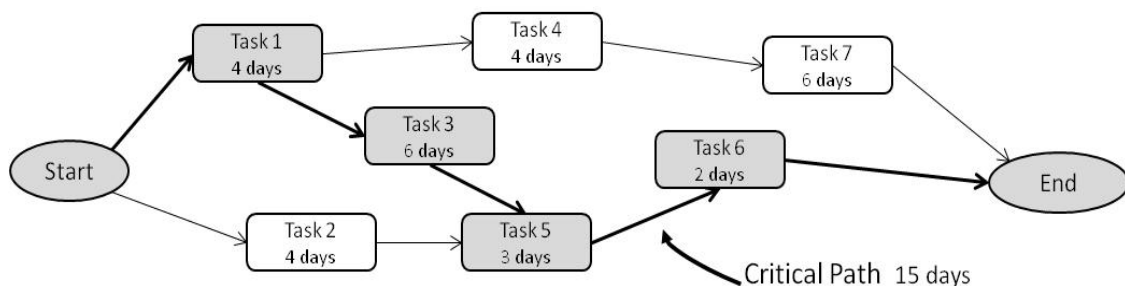 Task 1
4 days
Task 4
4 days
Task 7
6 days
Task 3
6 days
Task 6
2 days
Start
End
Task 2
4 days
Task 5
3 days
Critical Path 15 days